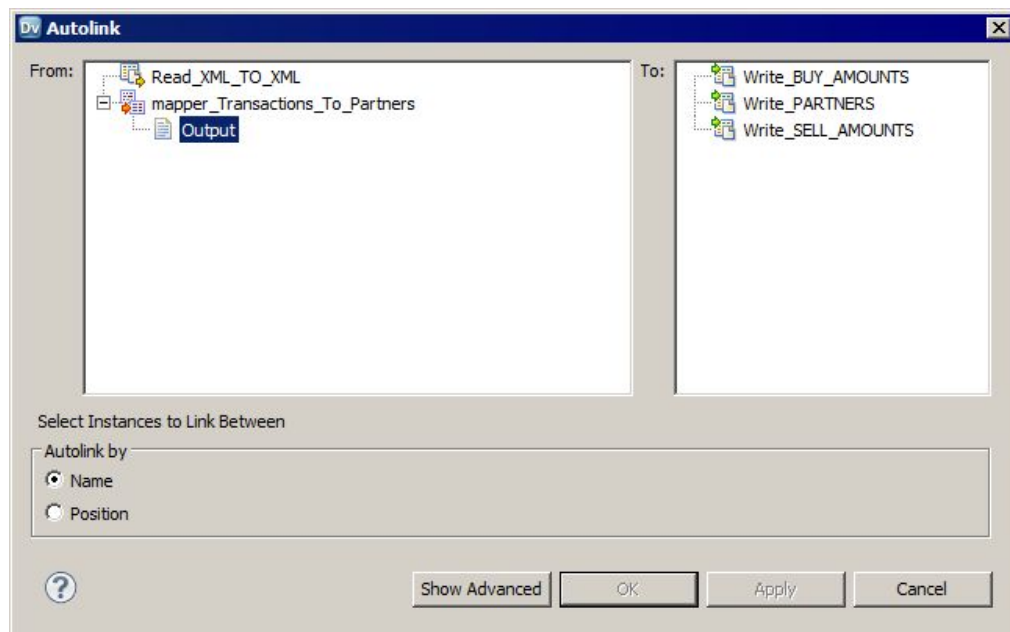 Dv Autolink
From:
Read_XML_TO_XML
mapper_Transactions_To_Partners
Output
To:
Write_BUY_AMOUNTS
Write_PARTNERS
Write_SELL_AMOUNTS
Select Instances to Link Between
Autolink by
Name
Position
?
Show Advanced
OK
Apply
Cancel